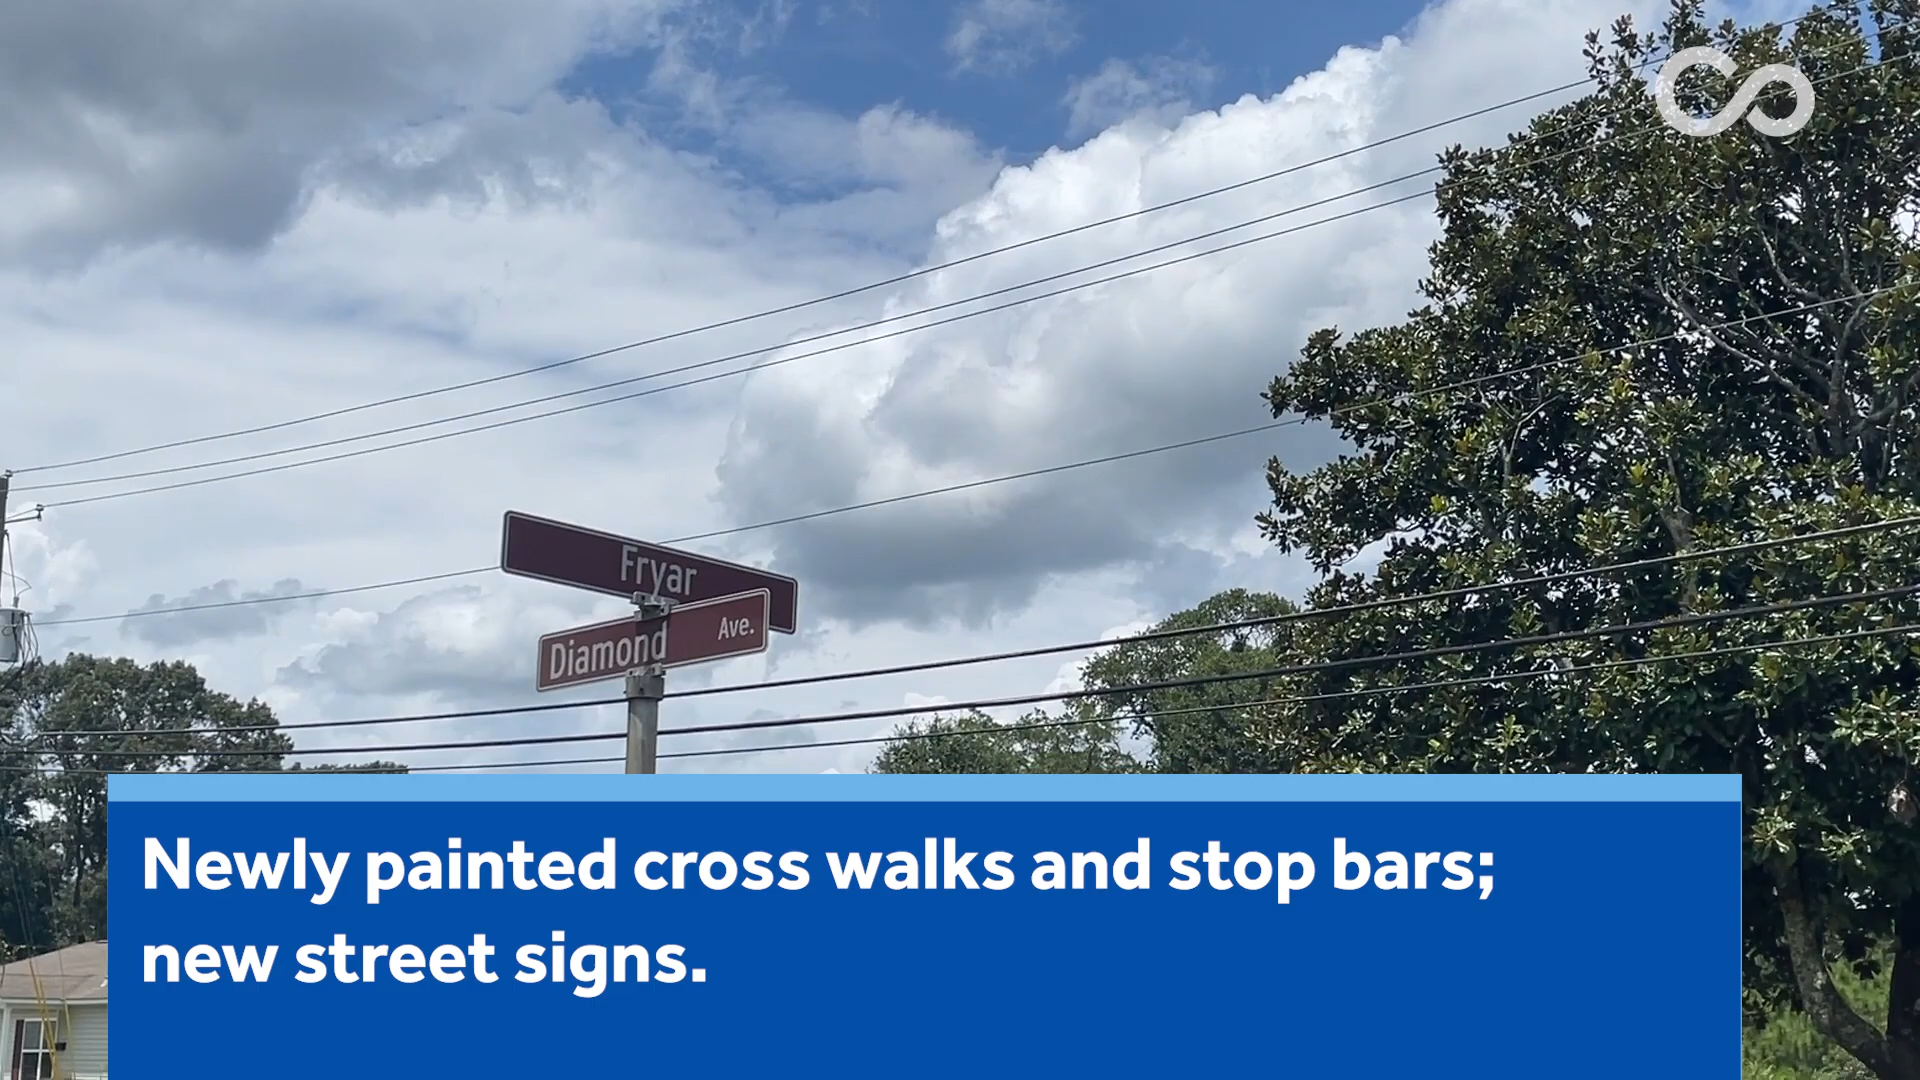 Fryar
Diamond Ave.
Newly painted cross walks and stop bars;
new street signs.